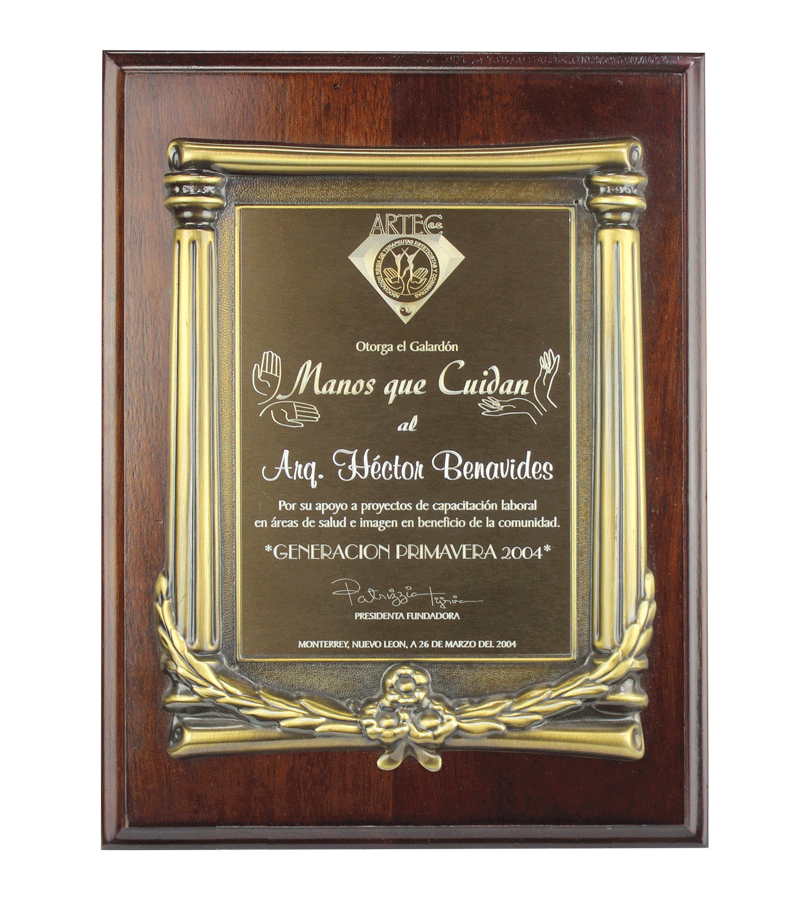 ARTEC
Otorga el Galardón
Manos que Cuidan
al
Arq. Héctor Benavides
Por su apoyo a proyectos de capacitación laboral
en áreas de salud e imagen en beneficio de la comunidad.
*GENERACION PRIMAVERA 2004*
Patrizzia
PRESIDENTA FUNDADORA
MONTERREY, NUEVO LEON, A 26 DE MARZO DEL 2004